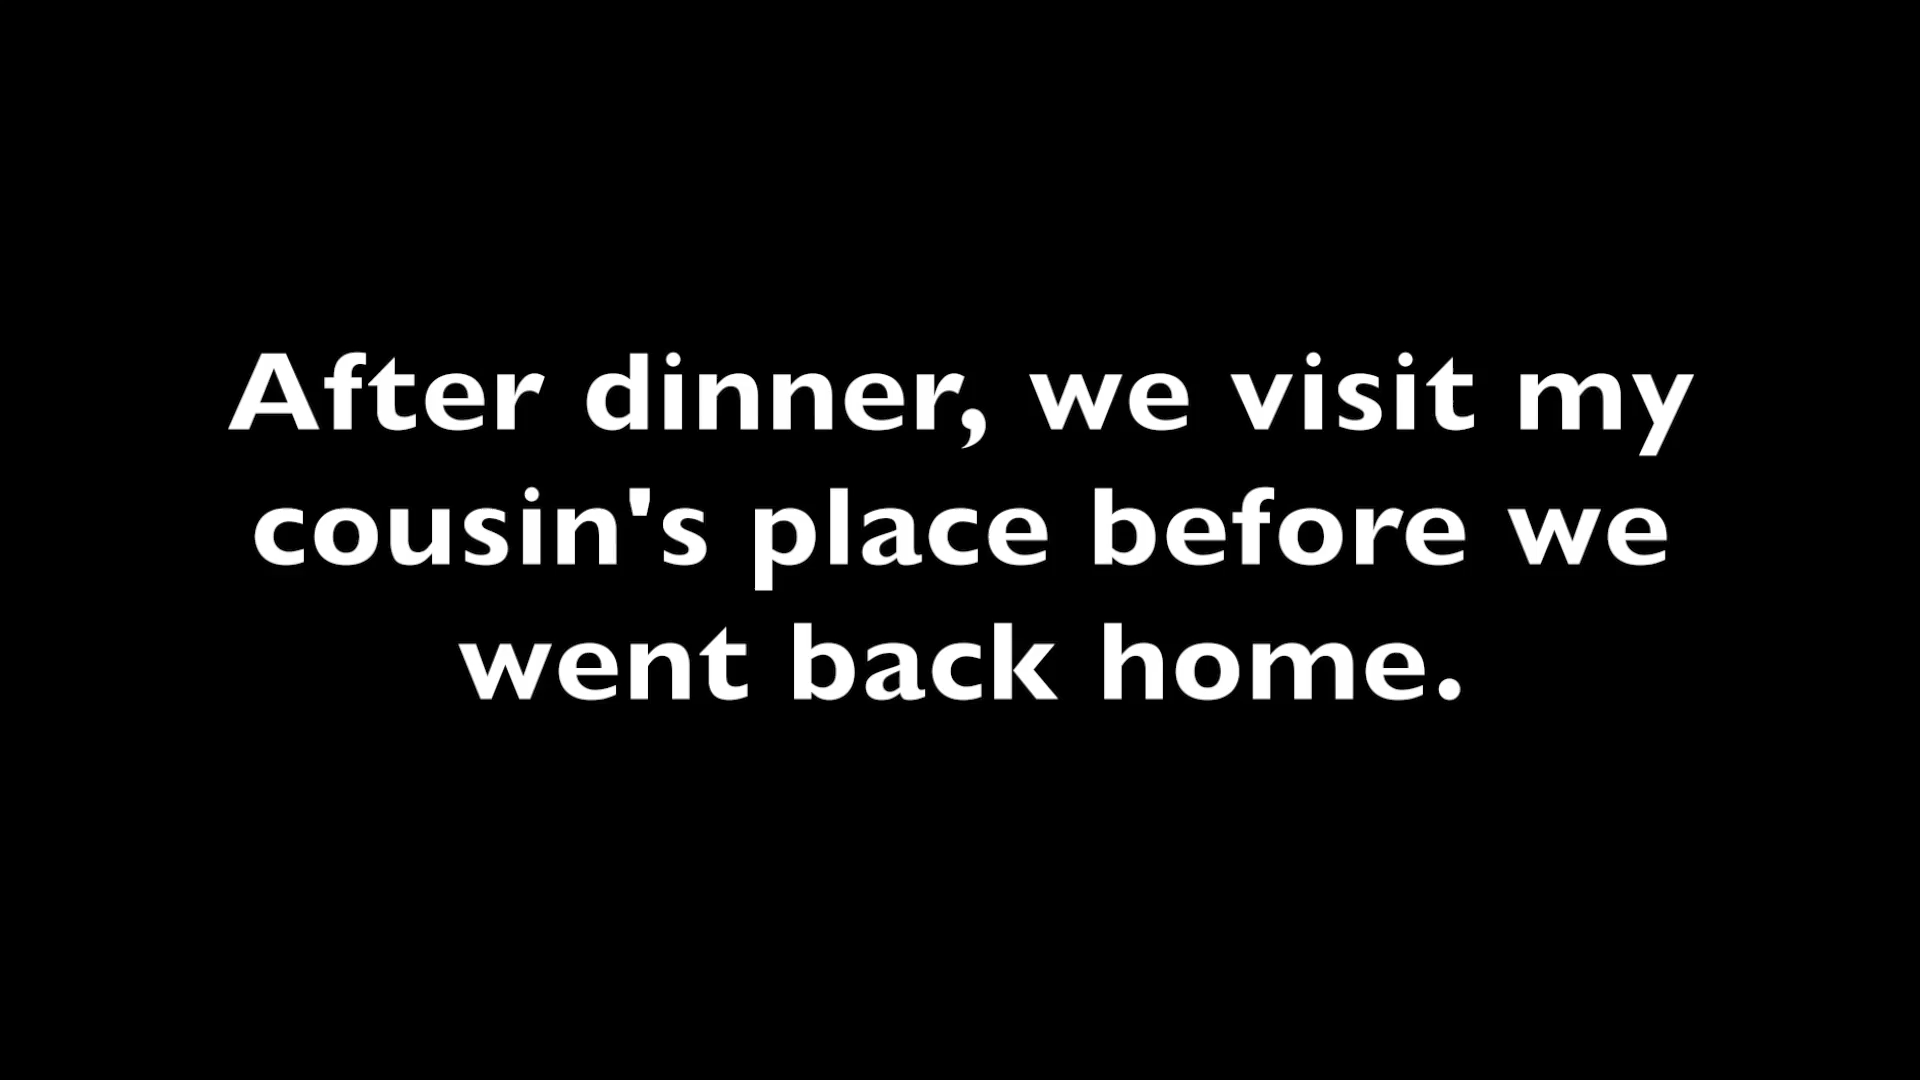 After dinner, we visit my
cousin's place before we
went back home.